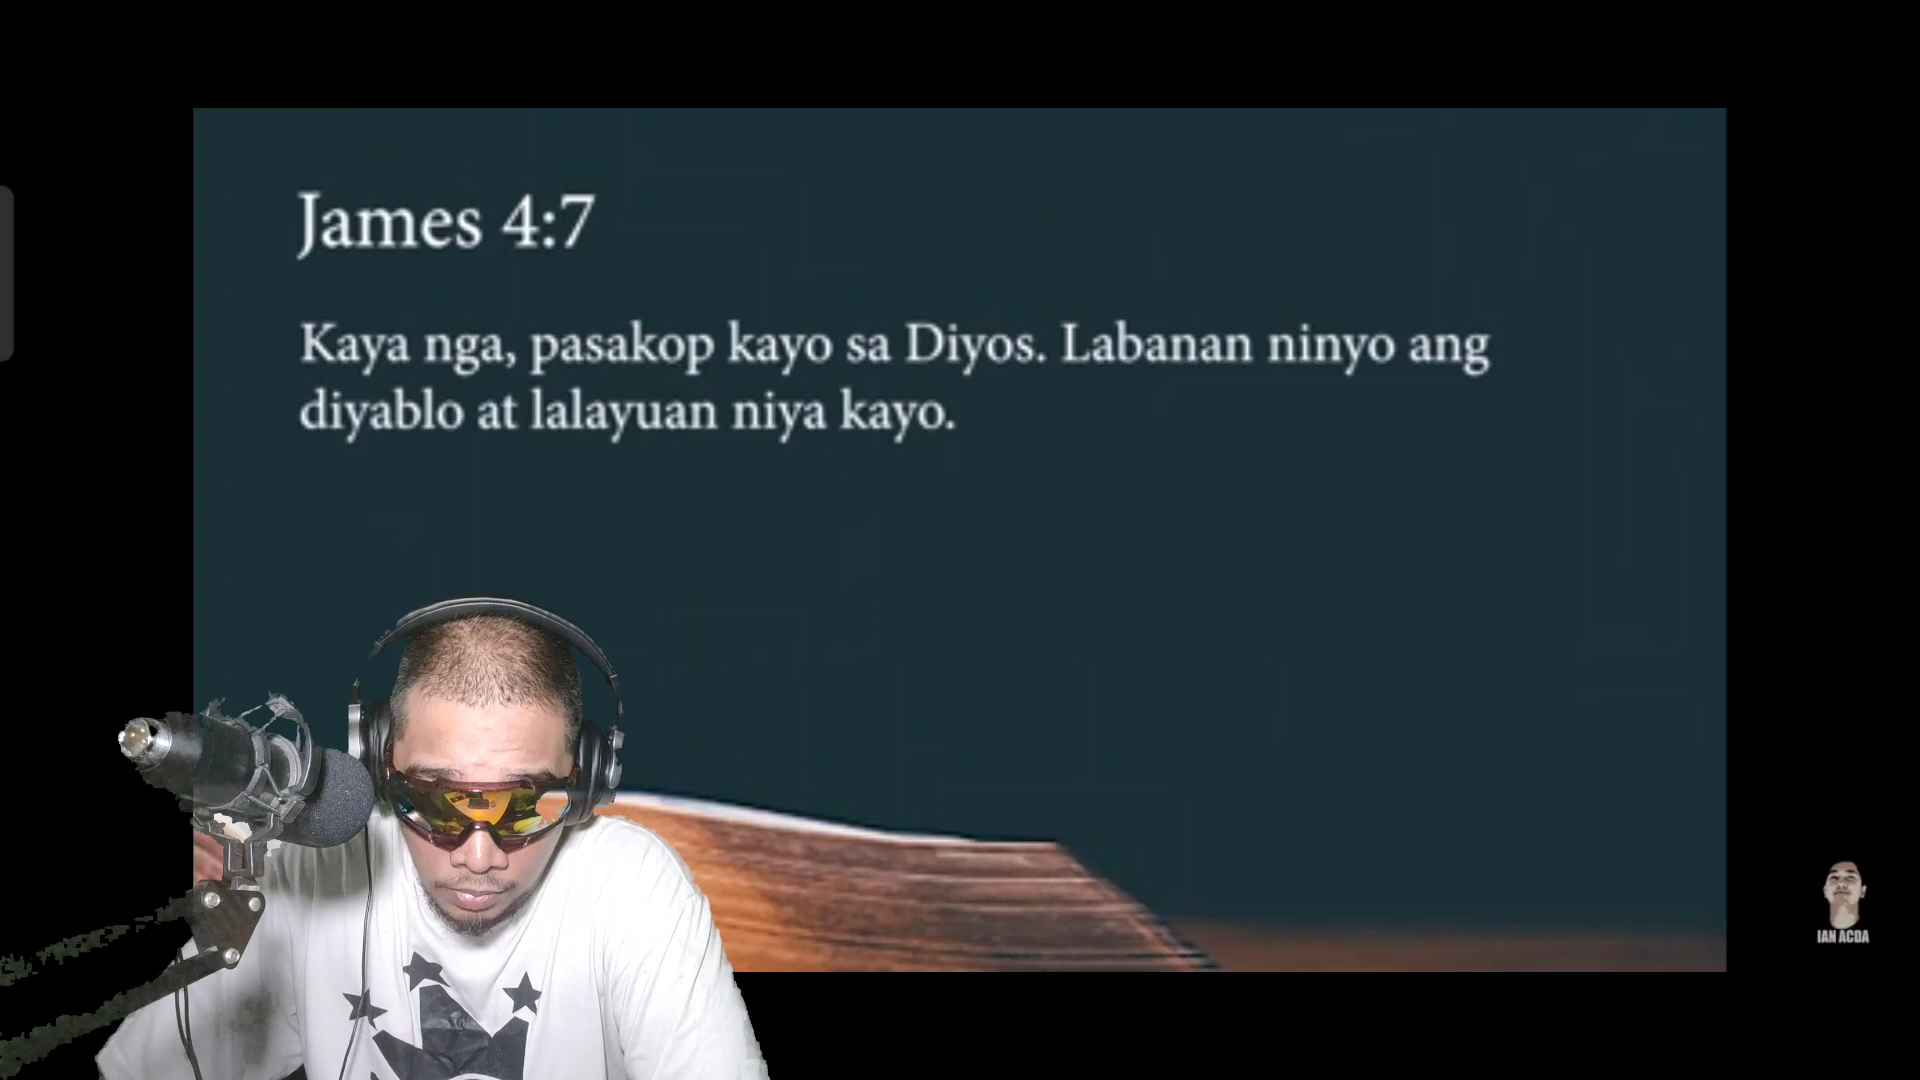 James 4:7
Kaya nga, pasakop kayo sa Diyos. Labanan ninyo ang
diyablo at lalayuan niya kayo.
IAN ACDA